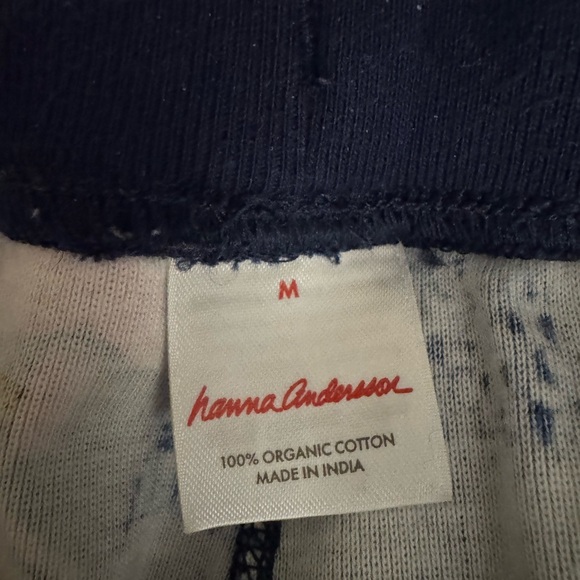 M
hanna andersson
100% ORGANIC COTTON
MADE IN INDIA